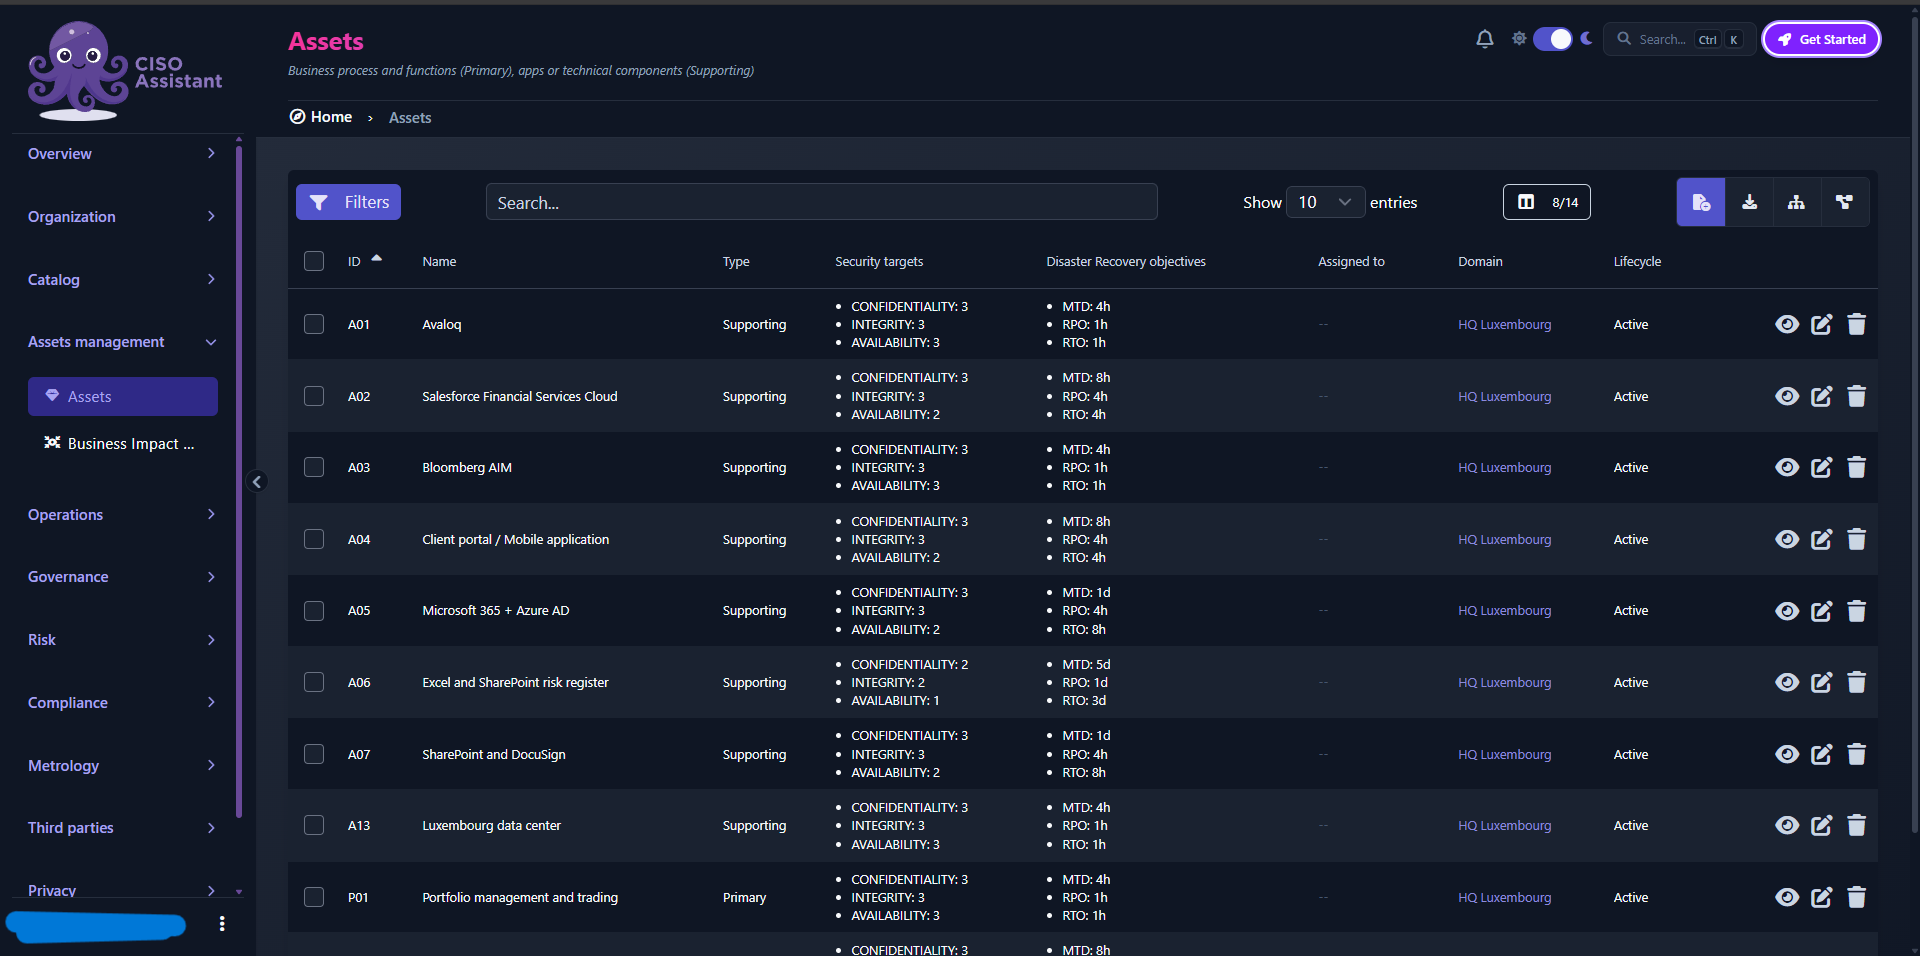 CISO
Assistant
Assets
Business process and functions (Primary), apps or technical components (Supporting)
Search... Ctrl K
Get Started
Home › Assets
Overview
Organization
Catalog
Assets management
Assets
Business Impact ...
Operations
Governance
Risk
Compliance
Metrology
Third parties
Privacy
Filters Search... Show 10 entries 8/14
ID Name Type Security targets Disaster Recovery objectives Assigned to Domain Lifecycle
CONFIDENTIALITY: 3 MTD: 4h
A01 Avaloq Supporting INTEGRITY: 3 RPO: 1h -- HQ Luxembourg Active
AVAILABILITY: 3 RTO: 1h
CONFIDENTIALITY: 3 MTD: 8h
A02 Salesforce Financial Services Cloud Supporting INTEGRITY: 3 RPO: 4h -- HQ Luxembourg Active
AVAILABILITY: 2 RTO: 4h
CONFIDENTIALITY: 3 MTD: 4h
A03 Bloomberg AIM Supporting INTEGRITY: 3 RPO: 1h -- HQ Luxembourg Active
AVAILABILITY: 3 RTO: 1h
CONFIDENTIALITY: 3 MTD: 8h
A04 Client portal / Mobile application Supporting INTEGRITY: 3 RPO: 4h -- HQ Luxembourg Active
AVAILABILITY: 2 RTO: 4h
CONFIDENTIALITY: 3 MTD: 1d
A05 Microsoft 365 + Azure AD Supporting INTEGRITY: 3 RPO: 4h -- HQ Luxembourg Active
AVAILABILITY: 2 RTO: 8h
CONFIDENTIALITY: 2 MTD: 5d
A06 Excel and SharePoint risk register Supporting INTEGRITY: 2 RPO: 1d -- HQ Luxembourg Active
AVAILABILITY: 1 RTO: 3d
CONFIDENTIALITY: 3 MTD: 1d
A07 SharePoint and DocuSign Supporting INTEGRITY: 3 RPO: 4h -- HQ Luxembourg Active
AVAILABILITY: 2 RTO: 8h
CONFIDENTIALITY: 3 MTD: 4h
A13 Luxembourg data center Supporting INTEGRITY: 3 RPO: 1h -- HQ Luxembourg Active
AVAILABILITY: 3 RTO: 1h
CONFIDENTIALITY: 3 MTD: 4h
P01 Portfolio management and trading Primary INTEGRITY: 3 RPO: 1h -- HQ Luxembourg Active
AVAILABILITY: 3 RTO: 1h
CONFIDENTIALITY: 3 MTD: 8h